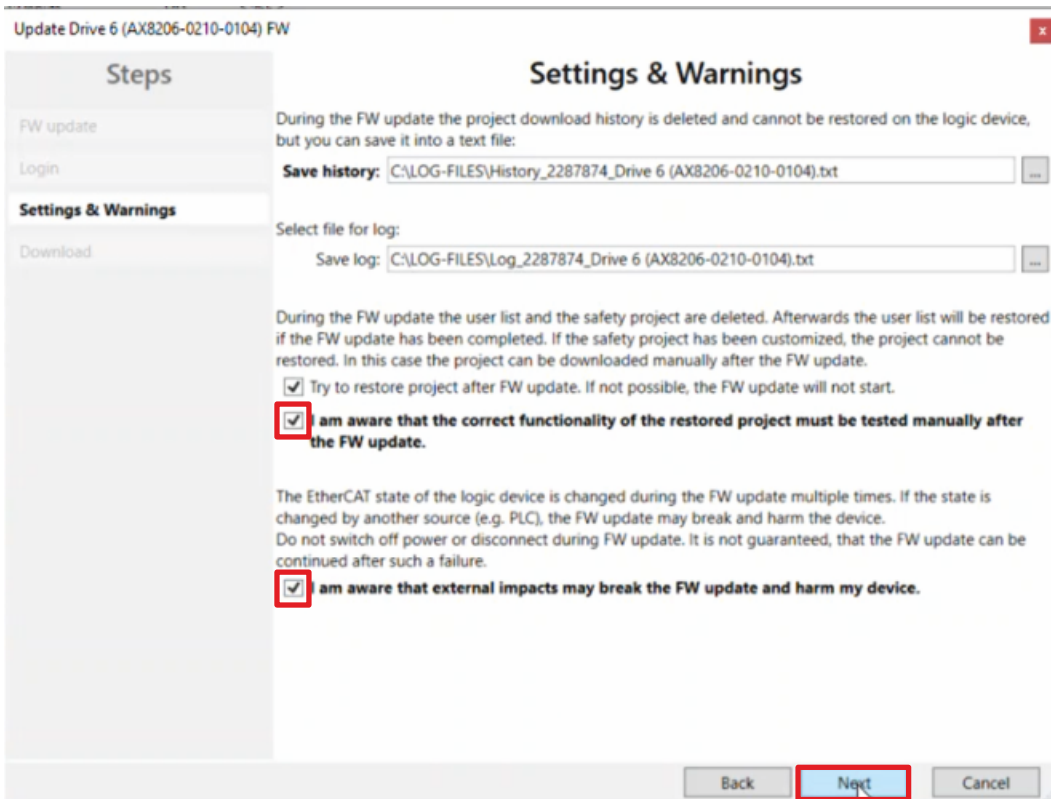 Update Drive 6 (AX8206-0210-0104) FW
x
Steps
FW update
Login
Settings & Warnings
Download
Settings & Warnings
During the FW update the project download history is deleted and cannot be restored on the logic device,
but you can save it into a text file:
Save history: C:\LOG-FILES\History_2287874_Drive 6 (AX8206-0210-0104).txt ...
Select file for log:
Save log: C:\LOG-FILES\Log_2287874_Drive 6 (AX8206-0210-0104).txt ...
During the FW update the user list and the safety project are deleted. Afterwards the user list will be restored
if the FW update has been completed. If the safety project has been customized, the project cannot be
restored. In this case the project can be downloaded manually after the FW update.
Try to restore project after FW update. If not possible, the FW update will not start.
I am aware that the correct functionality of the restored project must be tested manually after
the FW update.
The EtherCAT state of the logic device is changed during the FW update multiple times. If the state is
changed by another source (e.g. PLC), the FW update may break and harm the device.
Do not switch off power or disconnect during FW update. It is not guaranteed, that the FW update can be
continued after such a failure.
I am aware that external impacts may break the FW update and harm my device.
Back Next Cancel